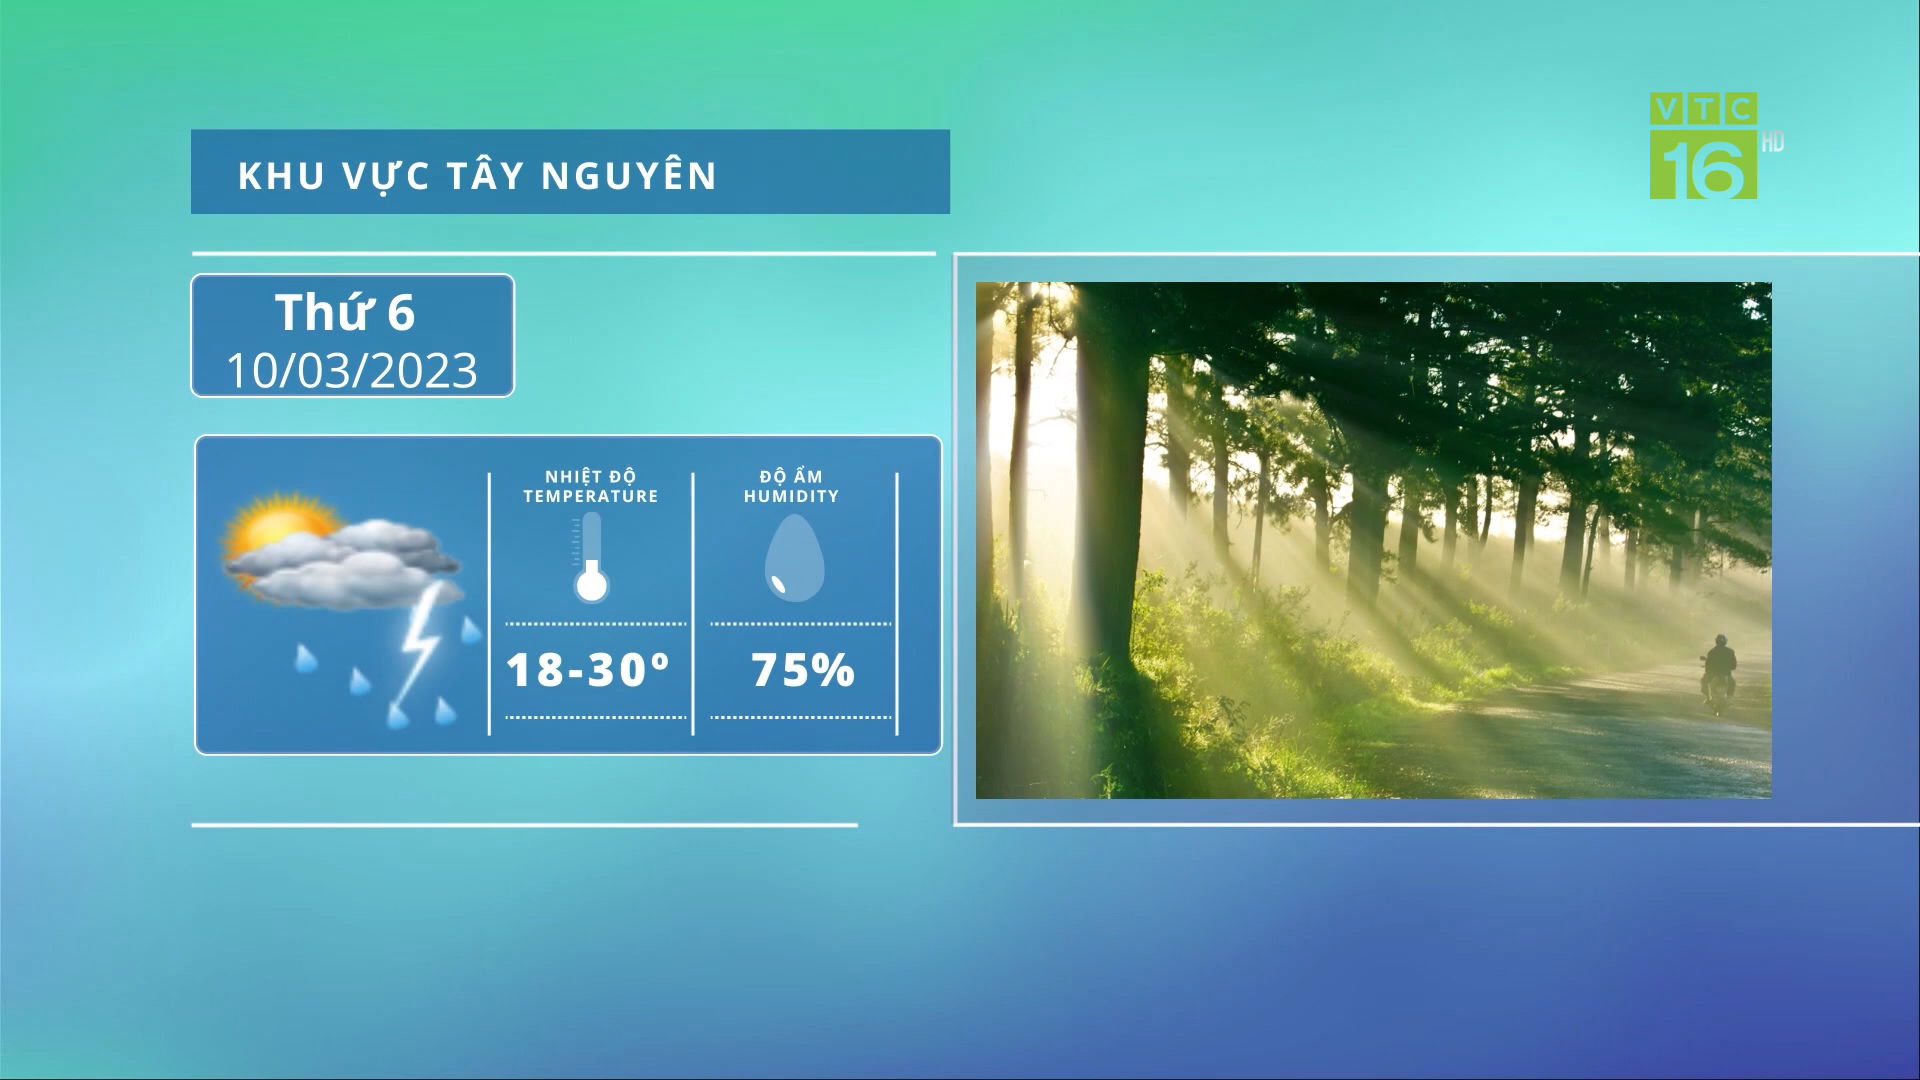 VTC
16 HD
KHU VỰC TÂY NGUYÊN
Thứ 6
10/03/2023
NHIỆT ĐỘ
TEMPERATURE
18-30°
ĐỘ ẨM
HUMIDITY
75%